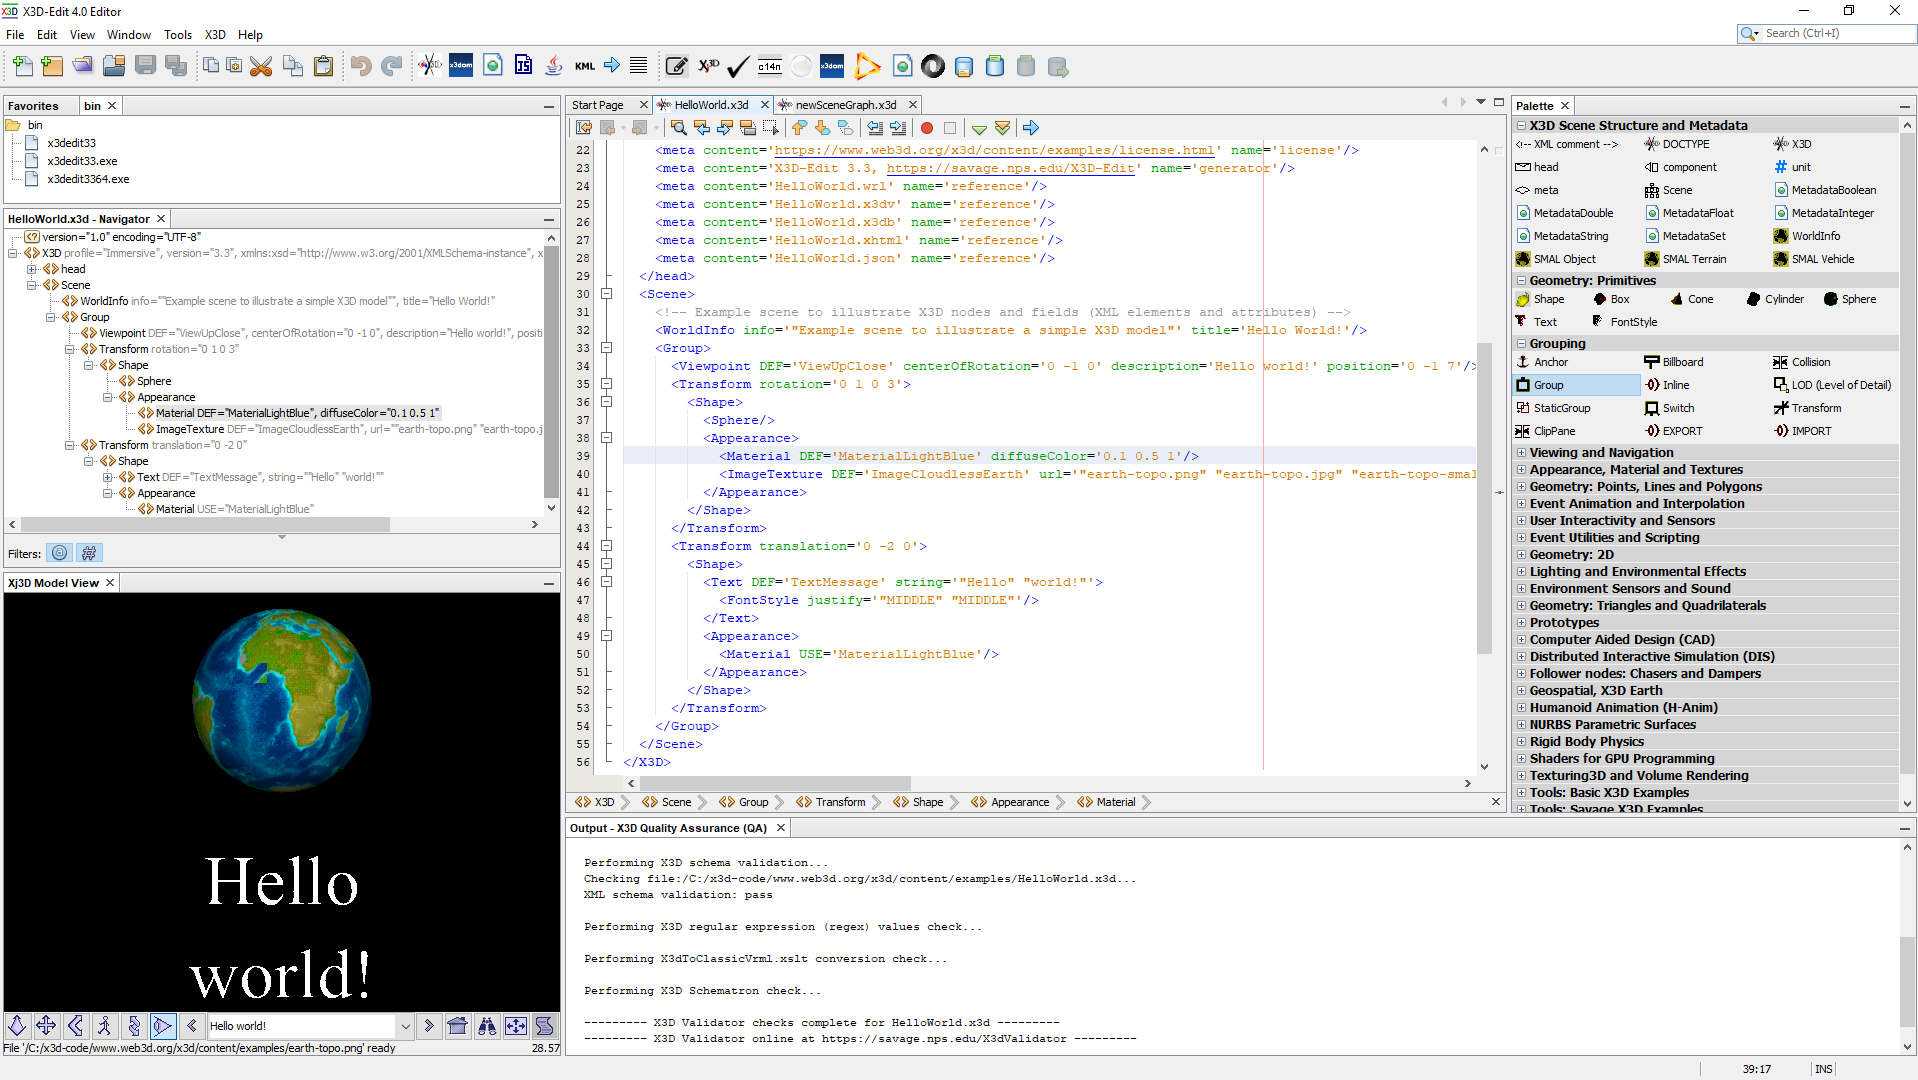 X3D-Edit 4.0 Editor
File Edit View Window Tools X3D Help
Search (Ctrl+I)
x3dom JS KML c14n x3dom
Favorites bin
bin
x3dedit33
x3dedit33.exe
x3dedit3364.exe
HelloWorld.x3d - Navigator
version="1.0" encoding="UTF-8"
X3D profile="Immersive", version="3.3", xmlns:xsd="http://www.w3.org/2001/XMLSchema-instance", x
head
Scene
WorldInfo info=""Example scene to illustrate a simple X3D model"", title="Hello World!"
Group
Viewpoint DEF="ViewUpClose", centerOfRotation="0 -1 0", description="Hello world!", positi
Transform rotation="0 1 0 3"
Shape
Sphere
Appearance
Material DEF="MaterialLightBlue", diffuseColor="0.1 0.5 1"
ImageTexture DEF="ImageCloudlessEarth", url=""earth-topo.png" "earth-topo.j
Transform translation="0 -2 0"
Shape
Text DEF="TextMessage", string=""Hello" "world!""
Appearance
Material USE="MaterialLightBlue"
Filters:
Xj3D Model View
Hello
world!
Hello world!
File '/C:/x3d-code/www.web3d.org/x3d/content/examples/earth-topo.png' ready 28.57
Start Page HelloWorld.x3d newSceneGraph.x3d
22 <meta content='https://www.web3d.org/x3d/content/examples/license.html' name='license'/>
23 <meta content='X3D-Edit 3.3, https://savage.nps.edu/X3D-Edit' name='generator'/>
24 <meta content='HelloWorld.wrl' name='reference'/>
25 <meta content='HelloWorld.x3dv' name='reference'/>
26 <meta content='HelloWorld.x3db' name='reference'/>
27 <meta content='HelloWorld.xhtml' name='reference'/>
28 <meta content='HelloWorld.json' name='reference'/>
29 </head>
30 <Scene>
31 <!-- Example scene to illustrate X3D nodes and fields (XML elements and attributes) -->
32 <WorldInfo info='"Example scene to illustrate a simple X3D model"' title='Hello World!'/>
33 <Group>
34 <Viewpoint DEF='ViewUpClose' centerOfRotation='0 -1 0' description='Hello world!' position='0 -1 7'/>
35 <Transform rotation='0 1 0 3'>
36 <Shape>
37 <Sphere/>
38 <Appearance>
39 <Material DEF='MaterialLightBlue' diffuseColor='0.1 0.5 1'/>
40 <ImageTexture DEF='ImageCloudlessEarth' url='"earth-topo.png" "earth-topo.jpg" "earth-topo-smal
41 </Appearance>
42 </Shape>
43 </Transform>
44 <Transform translation='0 -2 0'>
45 <Shape>
46 <Text DEF='TextMessage' string='"Hello" "world!"'>
47 <FontStyle justify='"MIDDLE" "MIDDLE"'/>
48 </Text>
49 <Appearance>
50 <Material USE='MaterialLightBlue'/>
51 </Appearance>
52 </Shape>
53 </Transform>
54 </Group>
55 </Scene>
56 </X3D>
X3D Scene Group Transform Shape Appearance Material
Output - X3D Quality Assurance (QA)
Performing X3D schema validation...
Checking file:/C:/x3d-code/www.web3d.org/x3d/content/examples/HelloWorld.x3d...
XML schema validation: pass
Performing X3D regular expression (regex) values check...
Performing X3dToClassicVrml.xslt conversion check...
Performing X3D Schematron check...
--------- X3D Validator checks complete for HelloWorld.x3d ---------
--------- X3D Validator online at https://savage.nps.edu/X3dValidator ---------
Palette
X3D Scene Structure and Metadata
<!-- XML comment --> DOCTYPE X3D
head component unit
meta Scene MetadataBoolean
MetadataDouble MetadataFloat MetadataInteger
MetadataString MetadataSet WorldInfo
SMAL Object SMAL Terrain SMAL Vehicle
Geometry: Primitives
Shape Box Cone Cylinder Sphere
Text FontStyle
Grouping
Anchor Billboard Collision
Group Inline LOD (Level of Detail)
StaticGroup Switch Transform
ClipPane EXPORT IMPORT
Viewing and Navigation
Appearance, Material and Textures
Geometry: Points, Lines and Polygons
Event Animation and Interpolation
User Interactivity and Sensors
Event Utilities and Scripting
Geometry: 2D
Lighting and Environmental Effects
Environment Sensors and Sound
Geometry: Triangles and Quadrilaterals
Prototypes
Computer Aided Design (CAD)
Distributed Interactive Simulation (DIS)
Follower nodes: Chasers and Dampers
Geospatial, X3D Earth
Humanoid Animation (H-Anim)
NURBS Parametric Surfaces
Rigid Body Physics
Shaders for GPU Programming
Texturing3D and Volume Rendering
Tools: Basic X3D Examples
Tools: Savage X3D Examples
39:17 INS